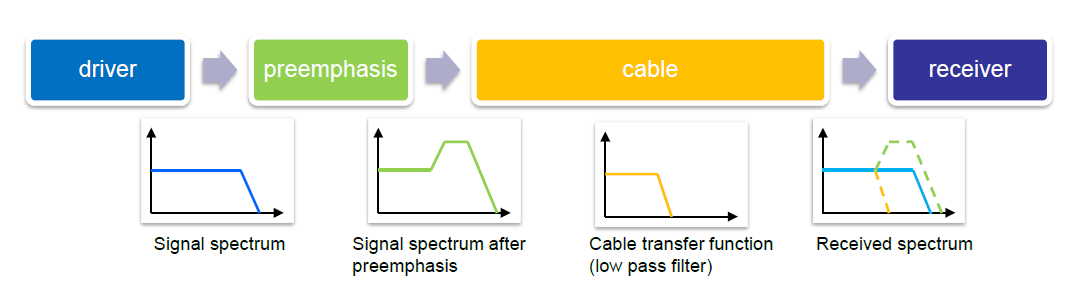 driver
preemphasis
cable
receiver
Signal spectrum
Signal spectrum after
preemphasis
Cable transfer function
(low pass filter)
Received spectrum